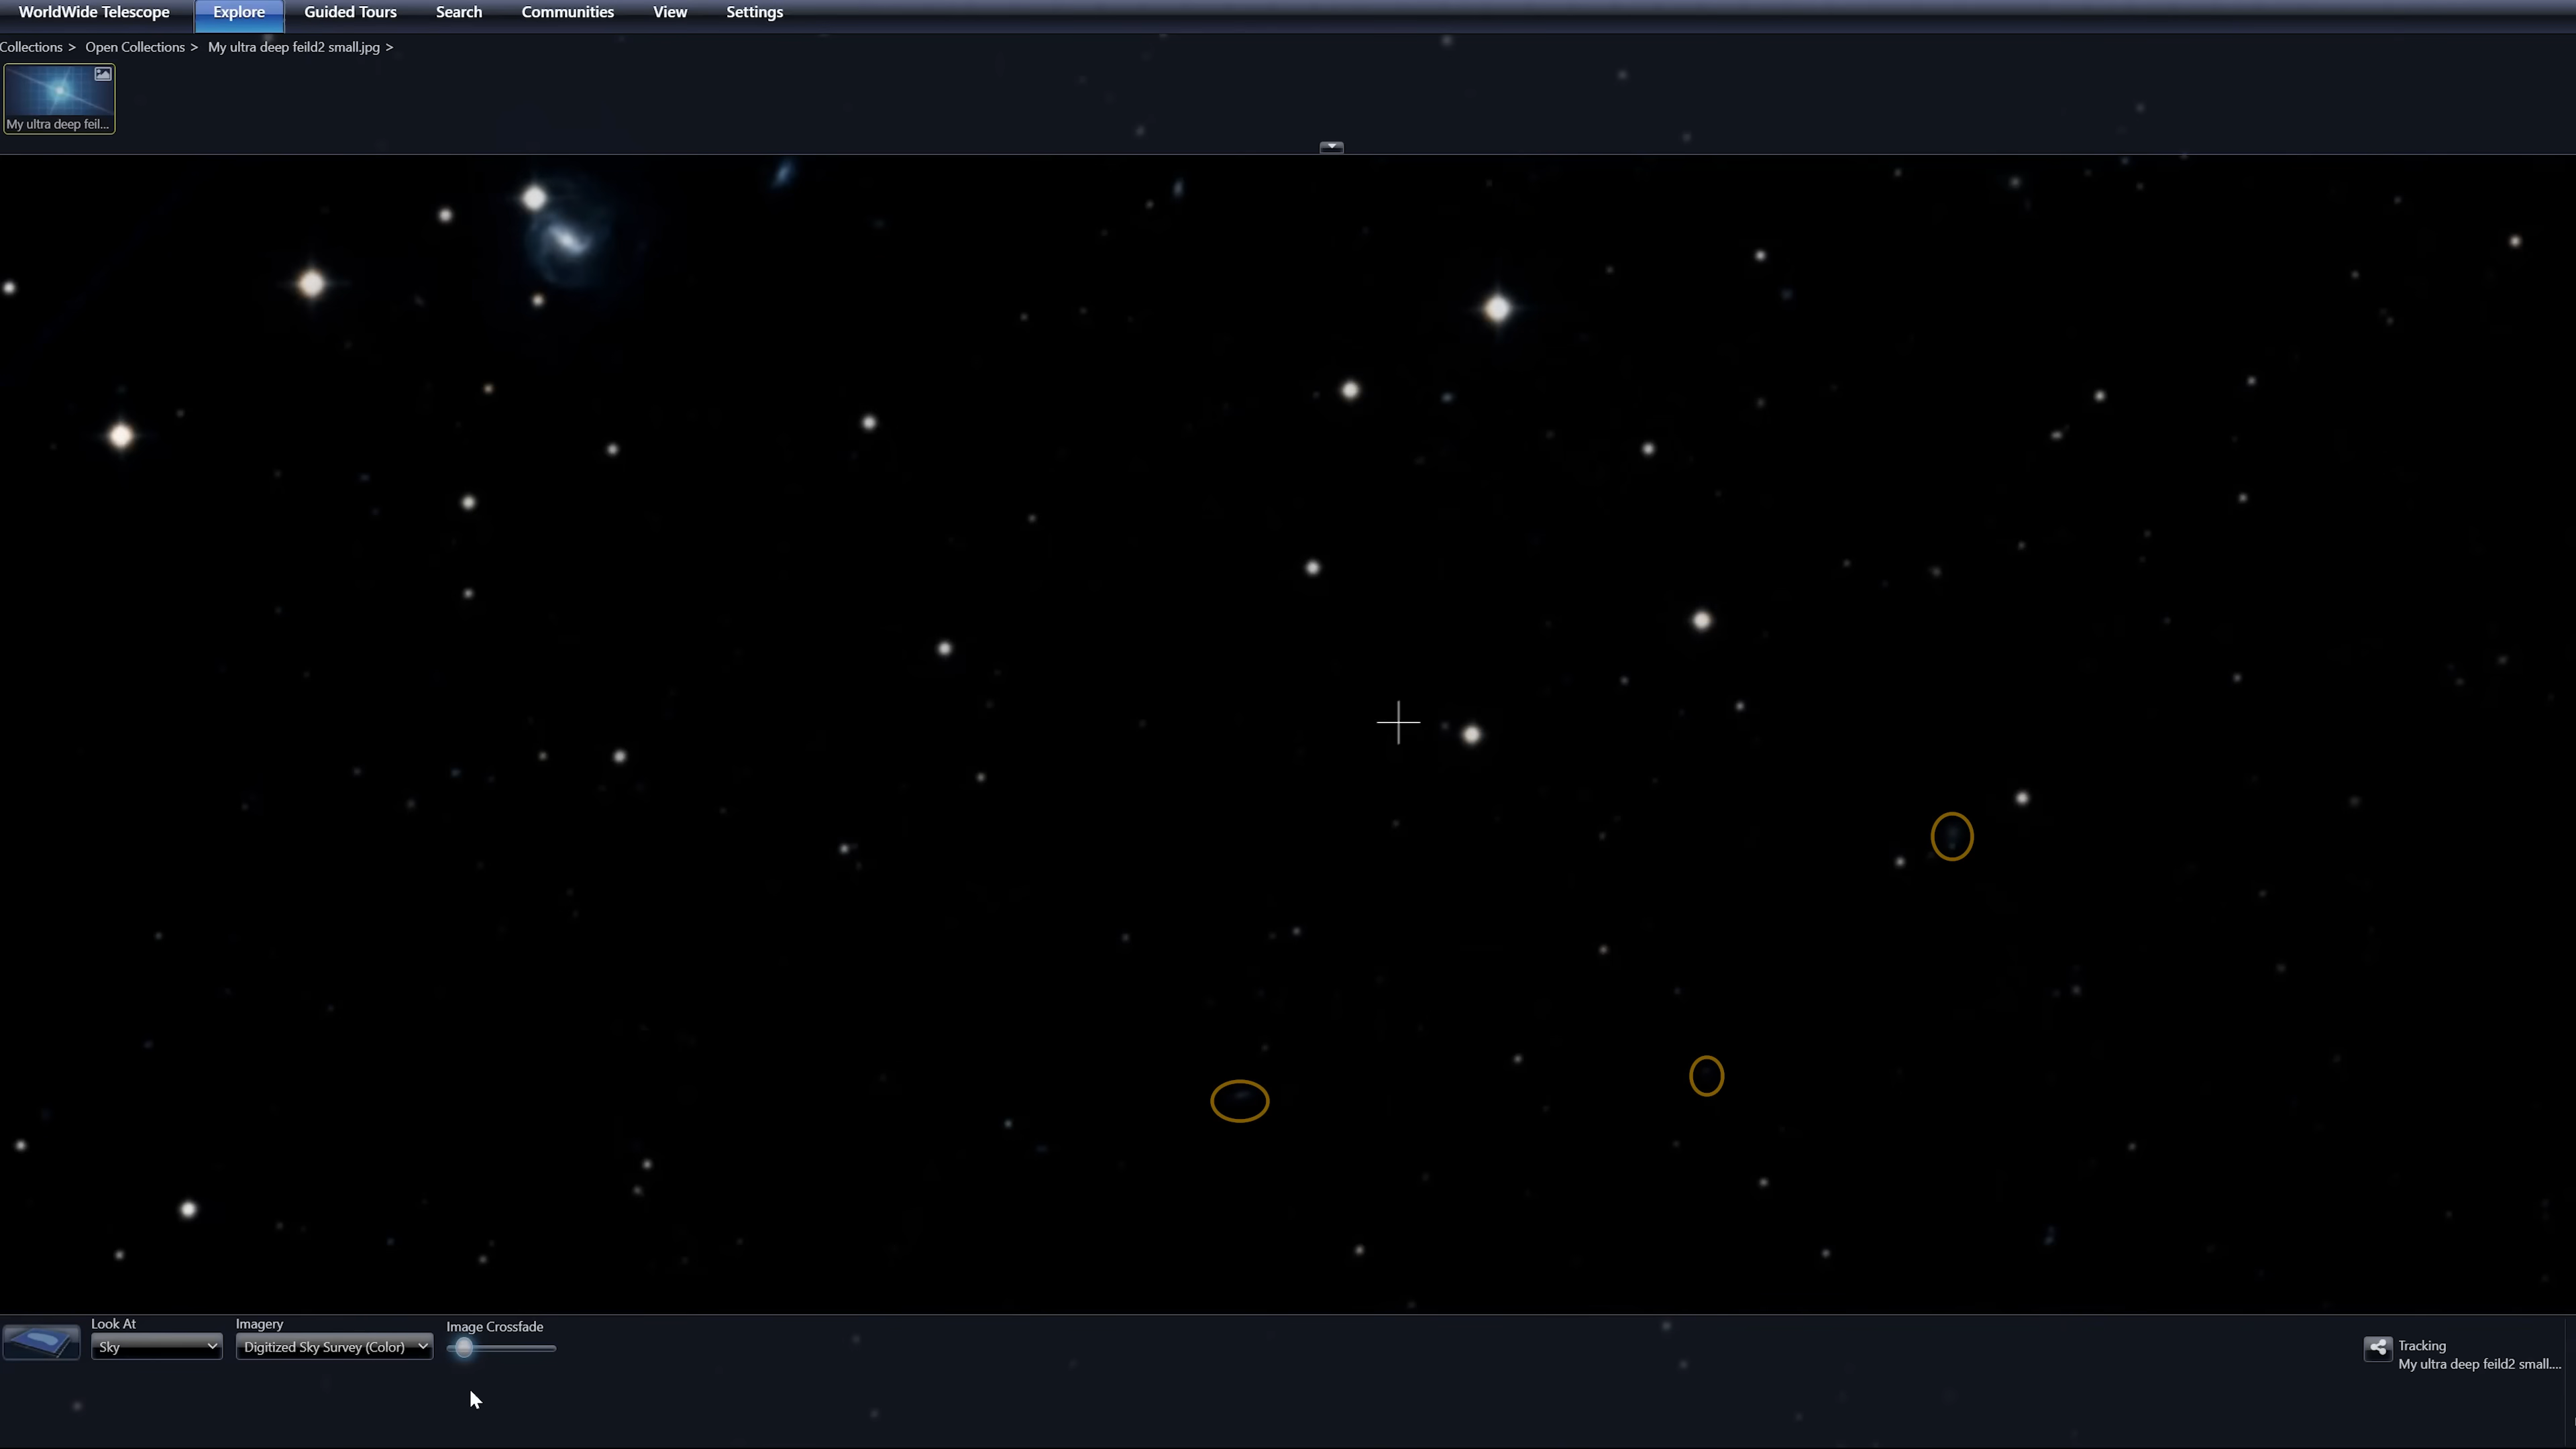 WorldWide Telescope Explore Guided Tours Search Communities View Settings
Collections > Open Collections > My ultra deep feild2 small.jpg >
My ultra deep feil...
Look At
Sky
Imagery
Digitized Sky Survey (Color)
Image Crossfade
Tracking
My ultra deep feild2 small....